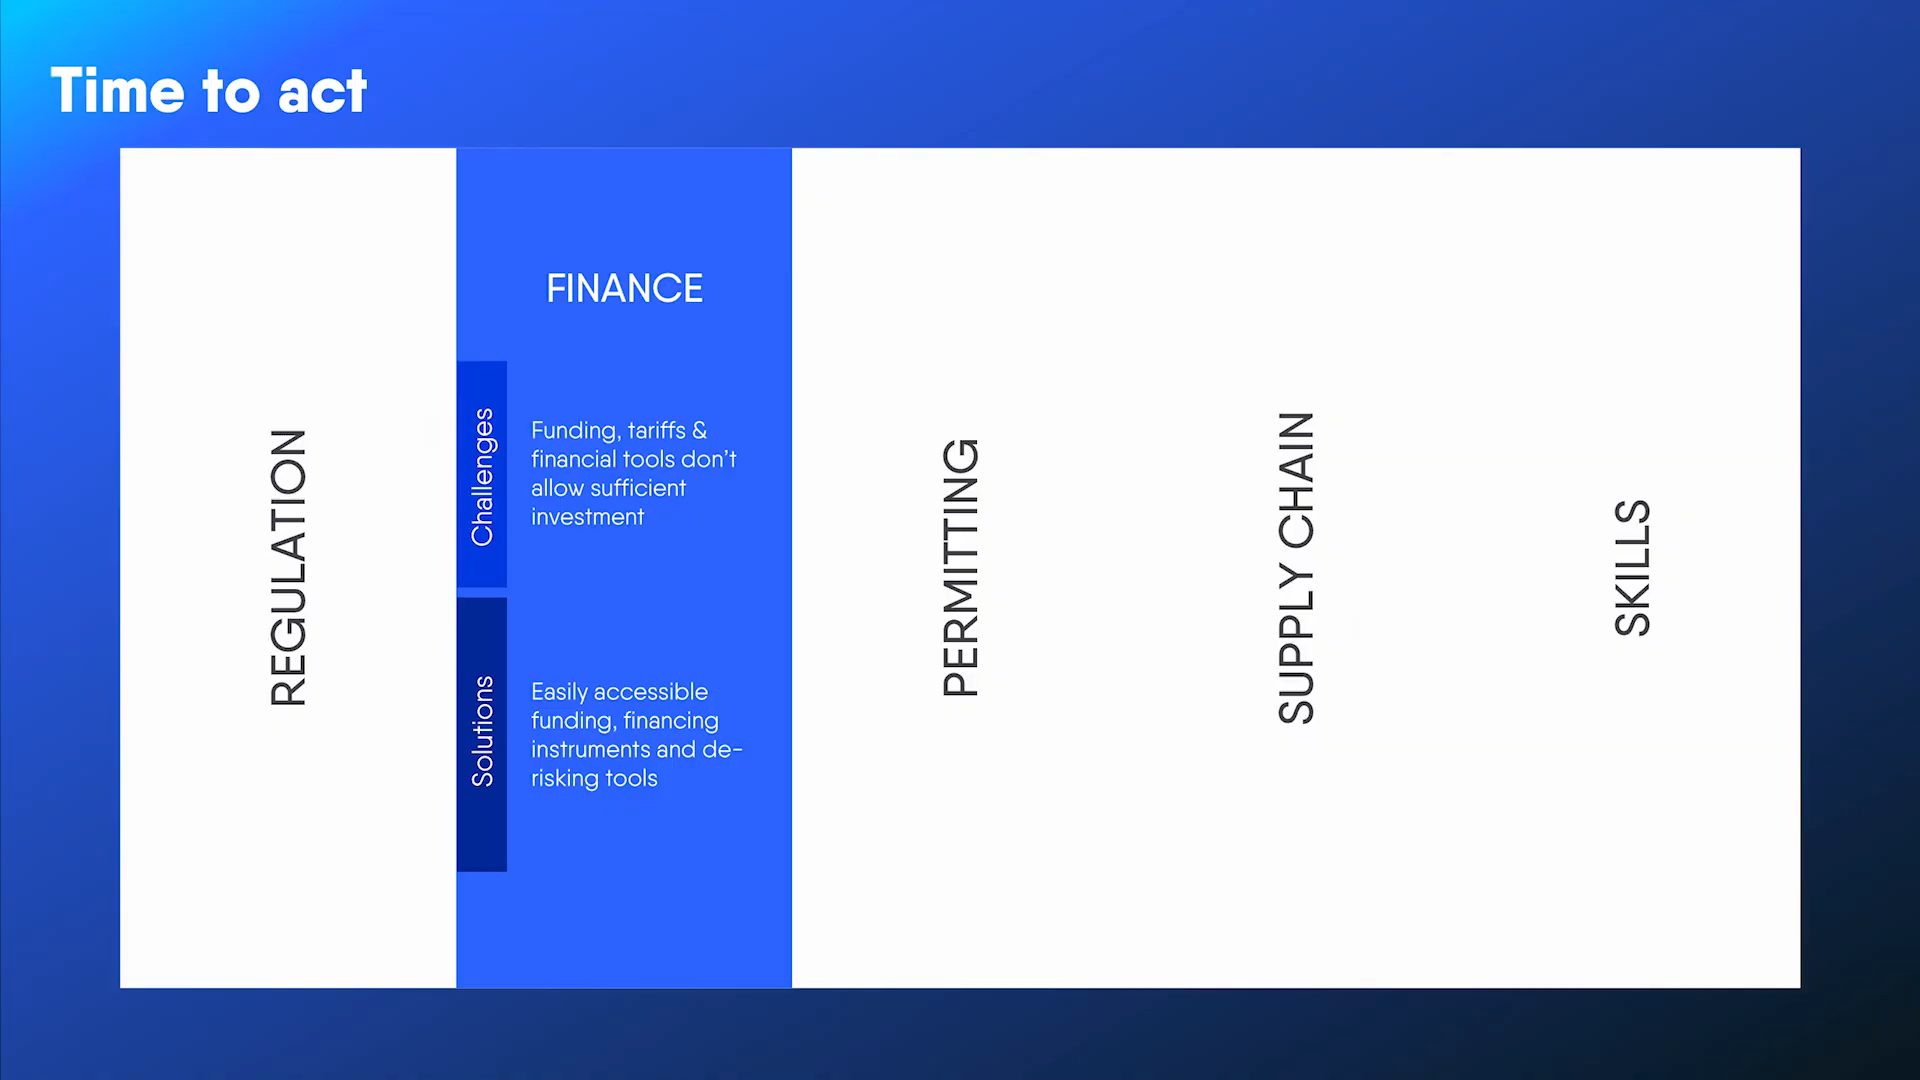 Time to act
REGULATION
FINANCE
Challenges
Funding, tariffs &
financial tools don't
allow sufficient
investment
Solutions
Easily accessible
funding, financing
instruments and de-
risking tools
PERMITTING
SUPPLY CHAIN
SKILLS